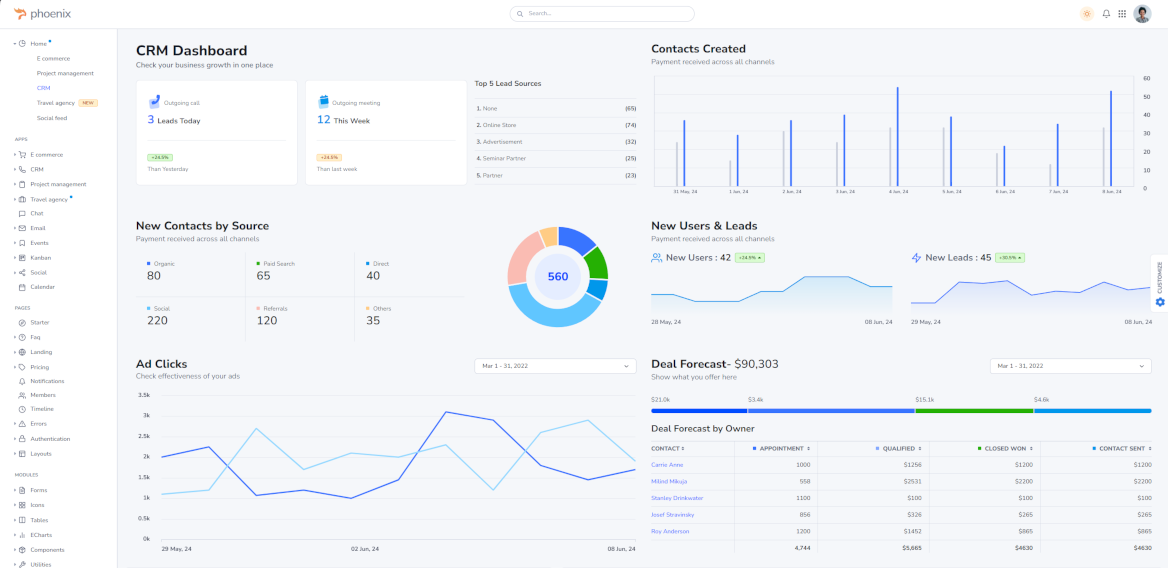 phoenix
Search...
Home
E commerce
Project management
CRM
Travel agency NEW
Social feed
APPS
E commerce
CRM
Project management
Travel agency
Chat
Email
Events
Kanban
Social
Calendar
PAGES
Starter
Faq
Landing
Pricing
Notifications
Members
Timeline
Errors
Authentication
Layouts
MODULES
Forms
Icons
Tables
ECharts
Components
Utilities
CRM Dashboard
Check your business growth in one place
Outgoing call
3 Leads Today
+24.5%
Than Yesterday
Outgoing meeting
12 This Week
+24.5%
Than last week
Top 5 Lead Sources
1. None (65)
2. Online Store (74)
3. Advertisement (32)
4. Seminar Partner (25)
5. Partner (23)
Contacts Created
Payment received across all channels
60
50
40
30
20
10
0
31 May, 24 1 Jun, 24 2 Jun, 24 3 Jun, 24 4 Jun, 24 5 Jun, 24 6 Jun, 24 7 Jun, 24 8 Jun, 24
New Contacts by Source
Payment received across all channels
Organic Paid Search Direct
80 65 40
Social Referrals Others
220 120 35
560
New Users & Leads
Payment received across all channels
New Users : 42 +24.5%
28 May, 24 08 Jun, 24
New Leads : 45 +30.5%
29 May, 24 08 Jun, 24
CUSTOMIZE
Ad Clicks
Check effectiveness of your ads
Mar 1 - 31, 2022
3.5k
3k
2.5k
2k
1.5k
1k
0.5k
0k
29 May, 24 02 Jun, 24 08 Jun, 24
Deal Forecast- $90,303
Show what you offer here
Mar 1 - 31, 2022
$21.0k $3.4k $15.1k $4.6k
Deal Forecast by Owner
CONTACT APPOINTMENT QUALIFIED CLOSED WON CONTACT SENT
Carrie Anne 1000 $1256 $1200 $1200
Milind Mikuja 558 $2531 $2200 $2200
Stanley Drinkwater 1100 $100 $100 $100
Josef Stravinsky 856 $326 $265 $265
Roy Anderson 1200 $1452 $865 $865
4,744 $5,665 $4630 $4630